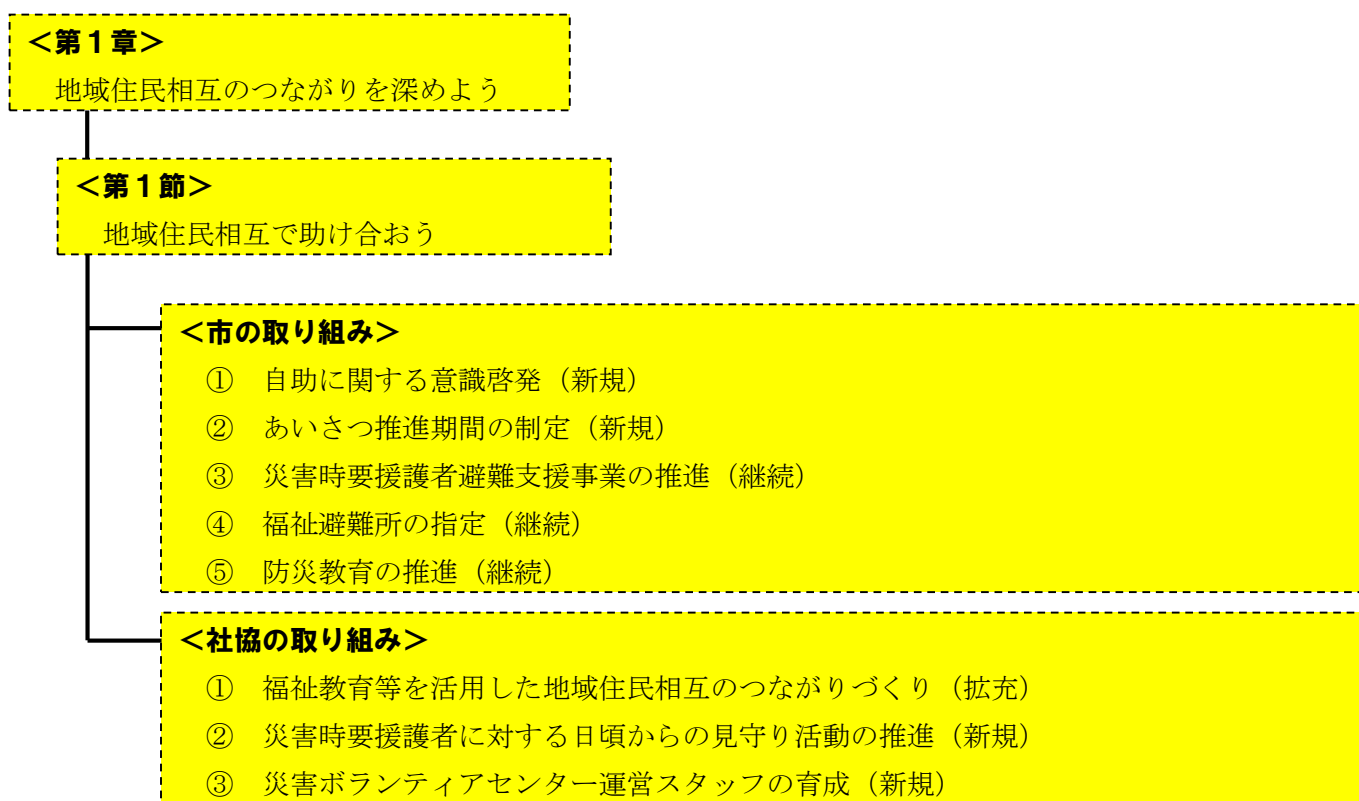 <第1章>
地域住民相互のつながりを深めよう
<第1節>
地域住民相互で助け合おう
<市の取り組み>
① 自助に関する意識啓発（新規）
② あいさつ推進期間の制定（新規）
③ 災害時要援護者避難支援事業の推進（継続）
④ 福祉避難所の指定（継続）
⑤ 防災教育の推進（継続）
<社協の取り組み>
① 福祉教育等を活用した地域住民相互のつながりづくり（拡充）
② 災害時要援護者に対する日頃からの見守り活動の推進（新規）
③ 災害ボランティアセンター運営スタッフの育成（新規）